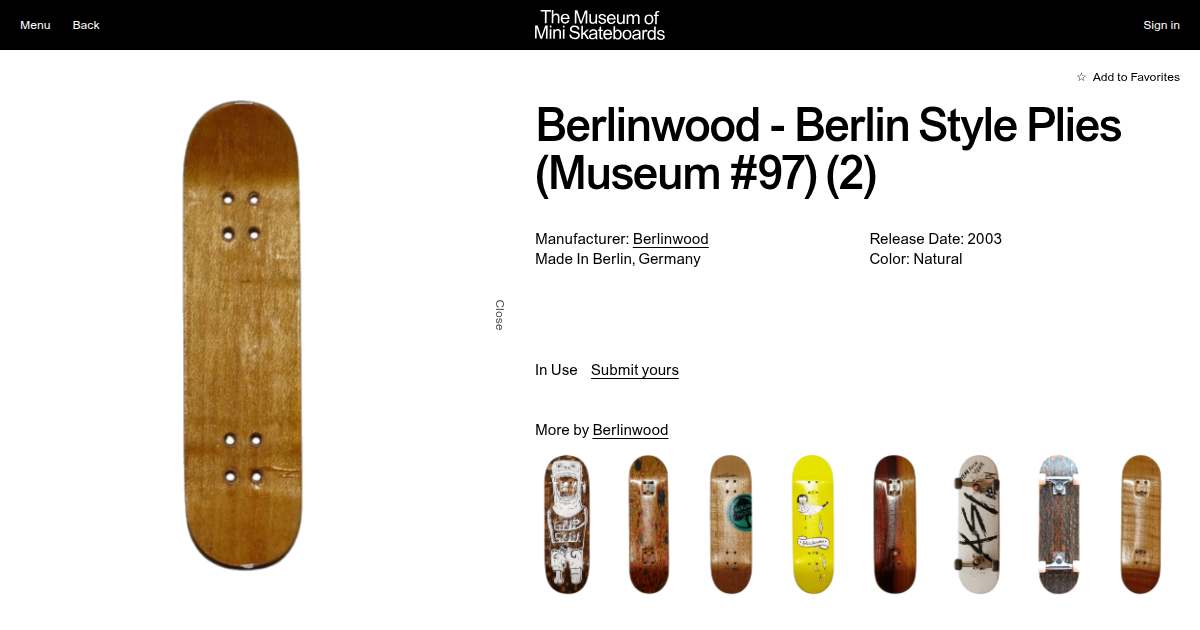 Menu
Back
The Museum of
Mini Skateboards
Sign in
☆ Add to Favorites
Berlinwood - Berlin Style Plies
(Museum #97) (2)
Manufacturer: Berlinwood
Made In Berlin, Germany
Release Date: 2003
Color: Natural
Close
In Use
Submit yours
More by Berlinwood